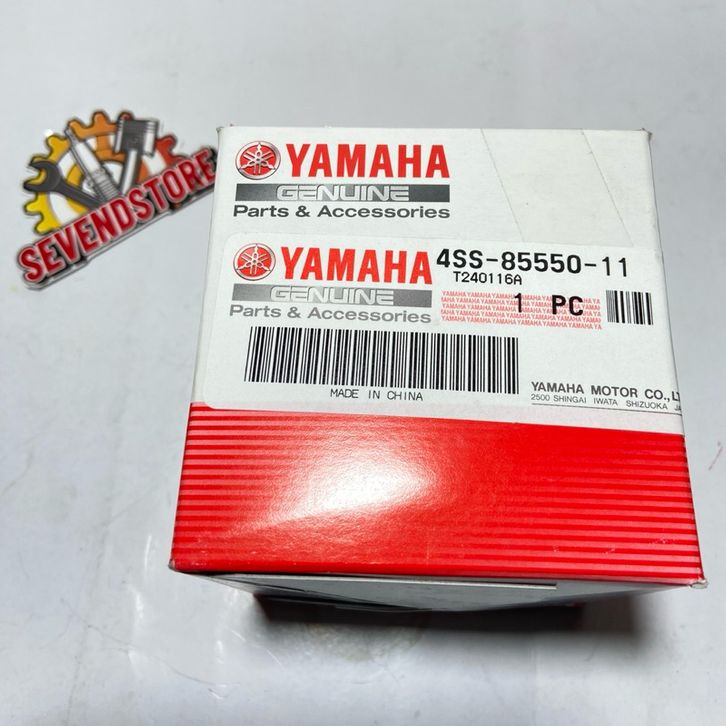 SEVENDSTORE
YAMAHA
GENUINE
Parts & Accessories
YAMAHA
GENUINE
Parts & Accessories
4SS-85550-11
T240116A
1 PC
MADE IN CHINA
YAMAHA MOTOR CO.,
2500 SHINGAI IWATA SHIZUOKA